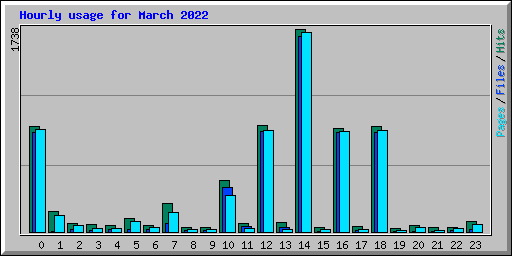 Hourly usage for March 2022
1738
Pages/Files/Hits
0 1 2 3 4 5 6 7 8 9 10 11 12 13 14 15 16 17 18 19 20 21 22 23